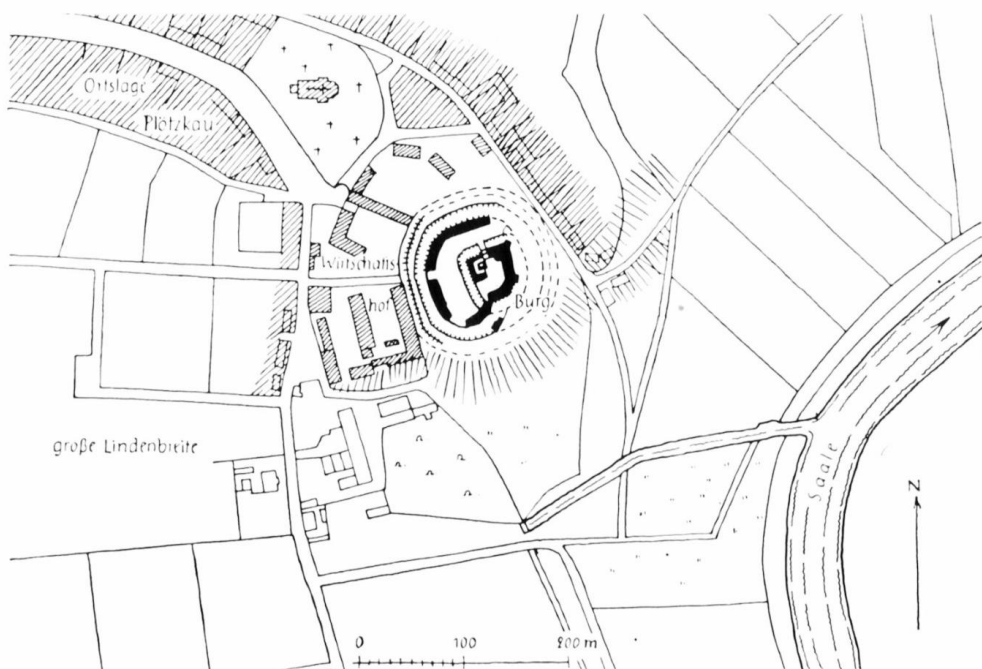 Ortslage
Plötzkau
Wirtschafts
hof
Burg
große Lindenbreite
Saale
N
0 100 200 m